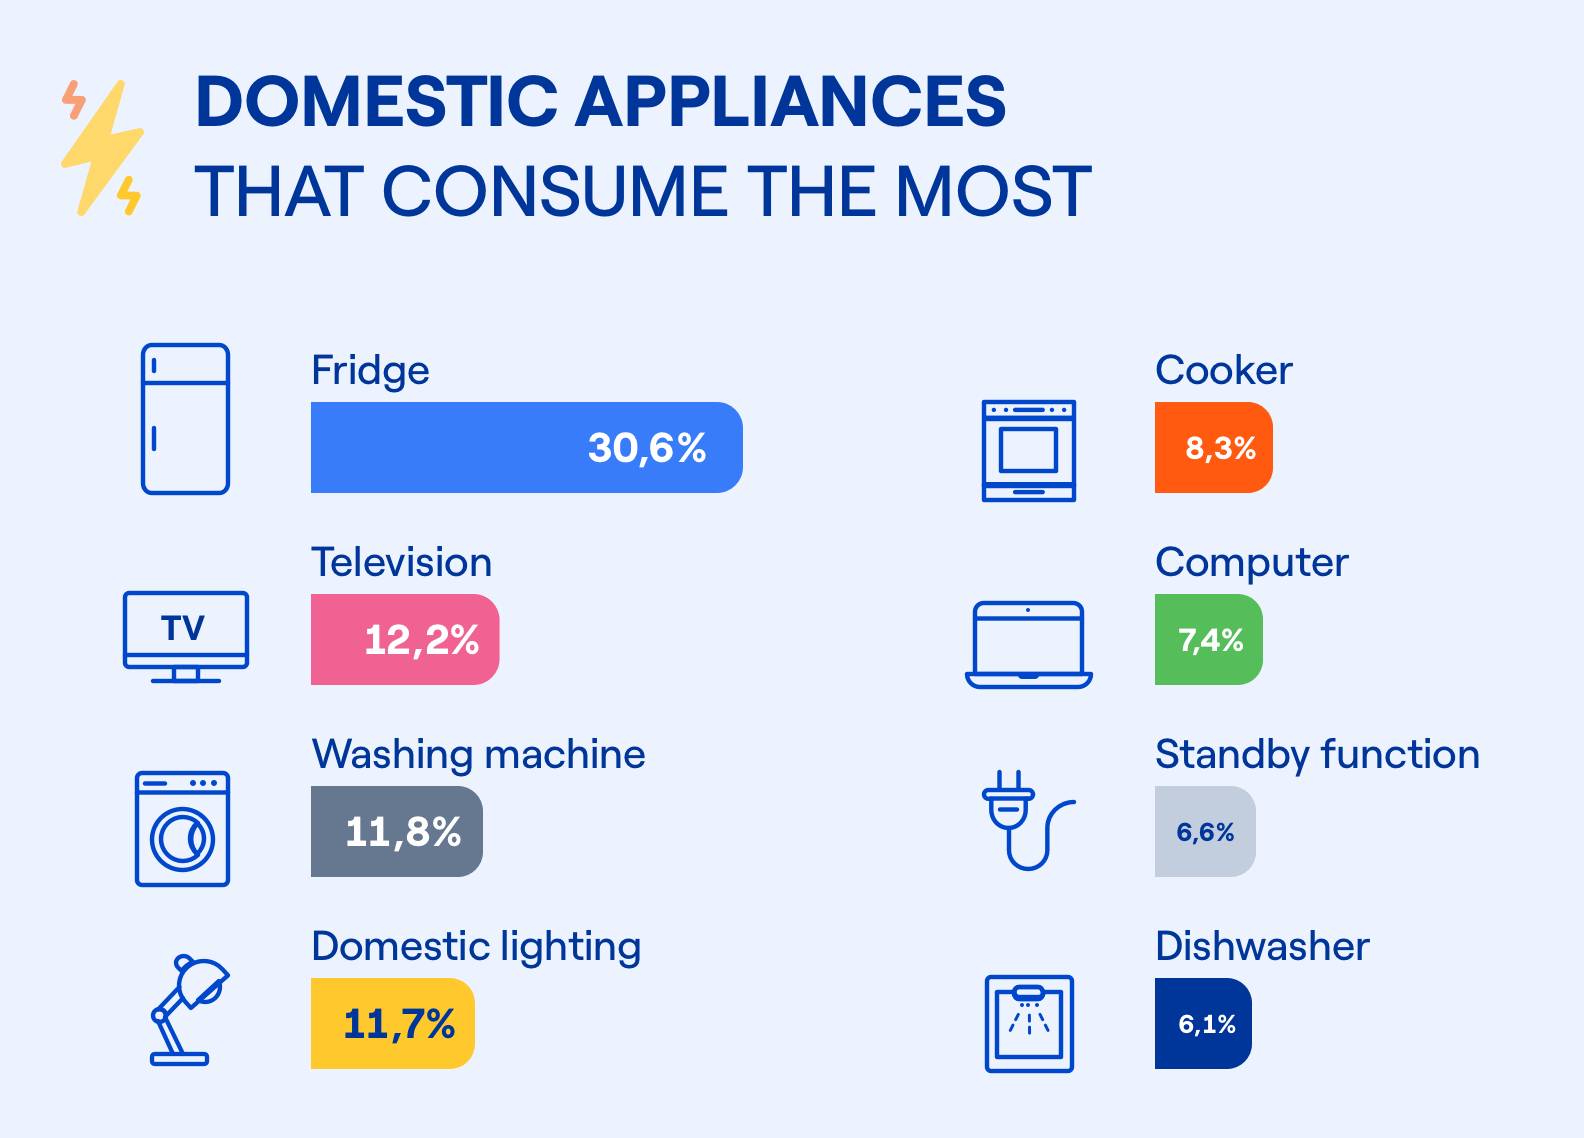 DOMESTIC APPLIANCES
THAT CONSUME THE MOST
Fridge
30,6%
Television
TV
12,2%
Washing machine
11,8%
Domestic lighting
11,7%
Cooker
8,3%
Computer
7,4%
Standby function
6,6%
Dishwasher
6,1%